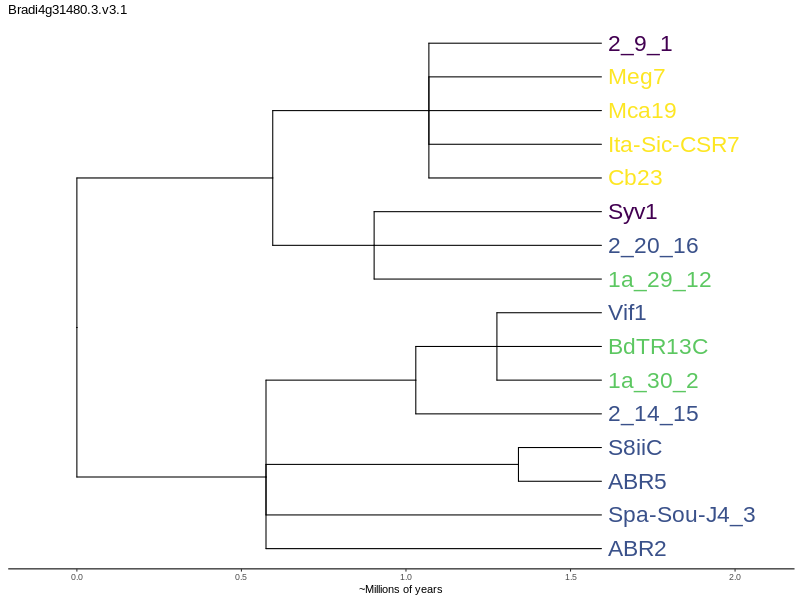 Bradi4g31480.3.v3.1
2_9_1
Meg7
Mca19
Ita-Sic-CSR7
Cb23
Syv1
2_20_16
1a_29_12
Vif1
BdTR13C
1a_30_2
2_14_15
S8iiC
ABR5
Spa-Sou-J4_3
ABR2
0.0 0.5 1.0 1.5 2.0
~Millions of years